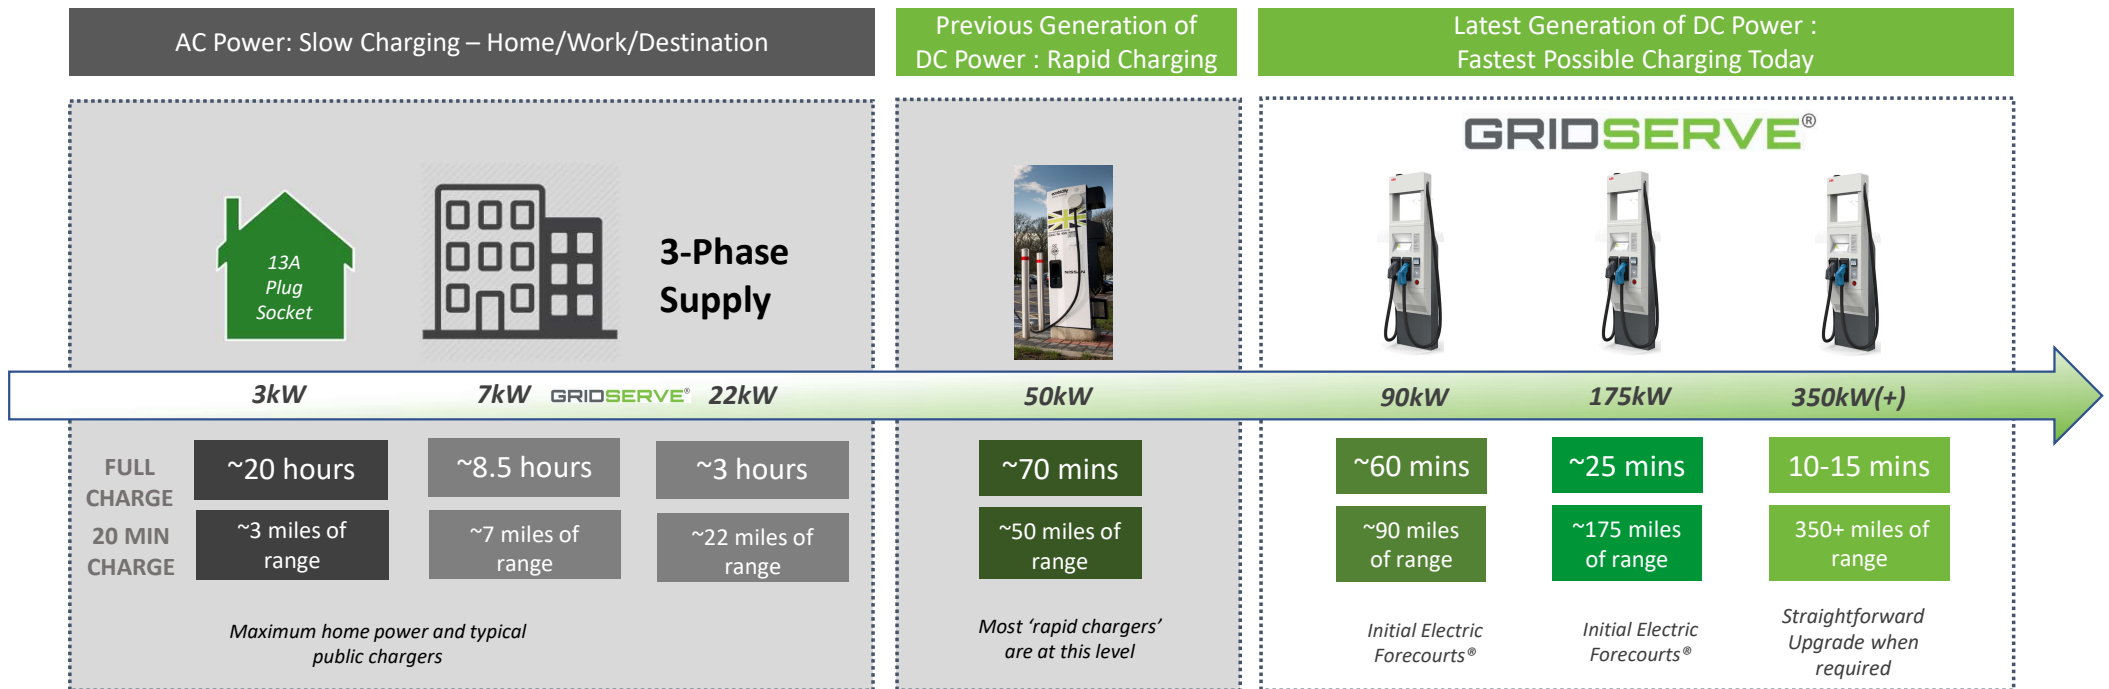 AC Power: Slow Charging – Home/Work/Destination
Previous Generation of
DC Power : Rapid Charging
Latest Generation of DC Power :
Fastest Possible Charging Today
GRIDSERVE®
13A
Plug
Socket
3-Phase
Supply
NISSAN
3kW
7kW
GRIDSERVE®
22kW
50kW
90kW
175kW
350kW(+)
FULL
CHARGE
~20 hours
~8.5 hours
~3 hours
~70 mins
~60 mins
~25 mins
10-15 mins
20 MIN
CHARGE
~3 miles of
range
~7 miles of
range
~22 miles of
range
~50 miles of
range
~90 miles
of range
~175 miles
of range
350+ miles of
range
Maximum home power and typical
public chargers
Most ‘rapid chargers’
are at this level
Initial Electric
Forecourts®
Initial Electric
Forecourts®
Straightforward
Upgrade when
required